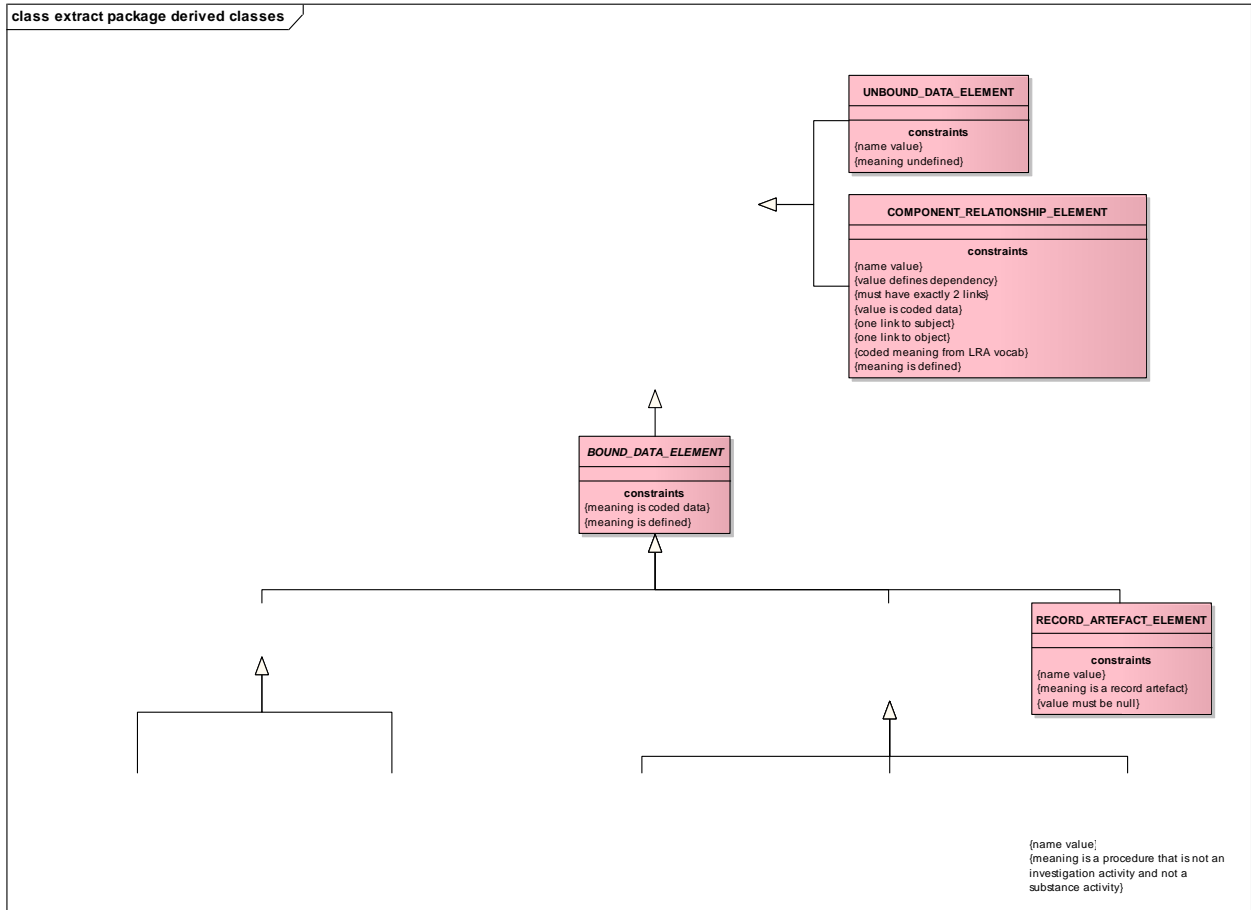 class extract package derived classes
UNBOUND_DATA_ELEMENT
constraints
{name value}
{meaning undefined}
COMPONENT_RELATIONSHIP_ELEMENT
constraints
{name value}
{value defines dependency}
{must have exactly 2 links}
{value is coded data}
{one link to subject}
{one link to object}
{coded meaning from LRA vocab}
{meaning is defined}
BOUND_DATA_ELEMENT
constraints
{meaning is coded data}
{meaning is defined}
RECORD_ARTEFACT_ELEMENT
constraints
{name value}
{meaning is a record artefact}
{value must be null}
{name value}
{meaning is a procedure that is not an
investigation activity and not a
substance activity}